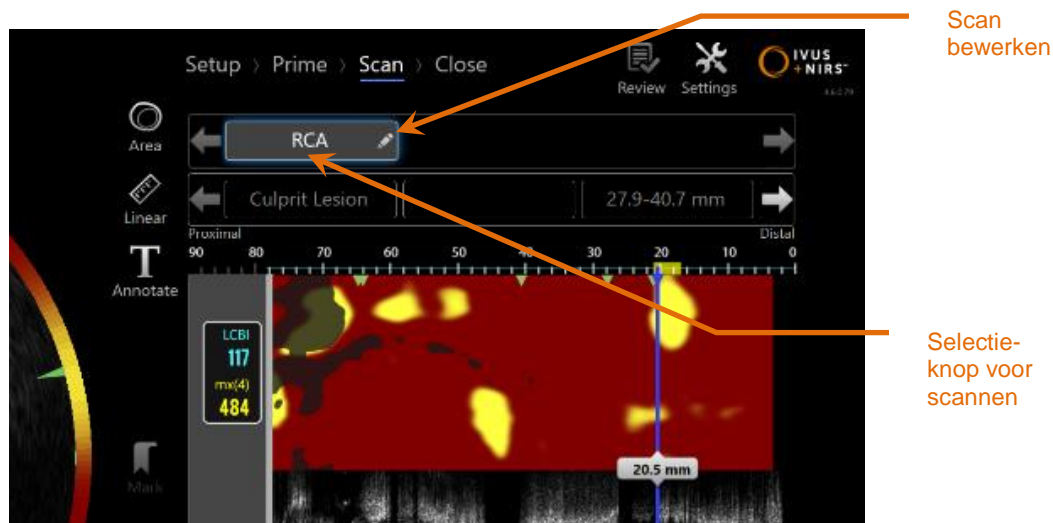 Scan
bewerken
Setup > Prime > Scan > Close
Review Settings
IVUS
+NIRS
Area
RCA
Linear
Culprit Lesion 27.9-40.7 mm
Proximal Distal
90 80 70 60 50 40 30 20 10 0
Annotate
LCBI
117
mx(4)
484
Selectie-
knop voor
scannen
20.5 mm
Mark